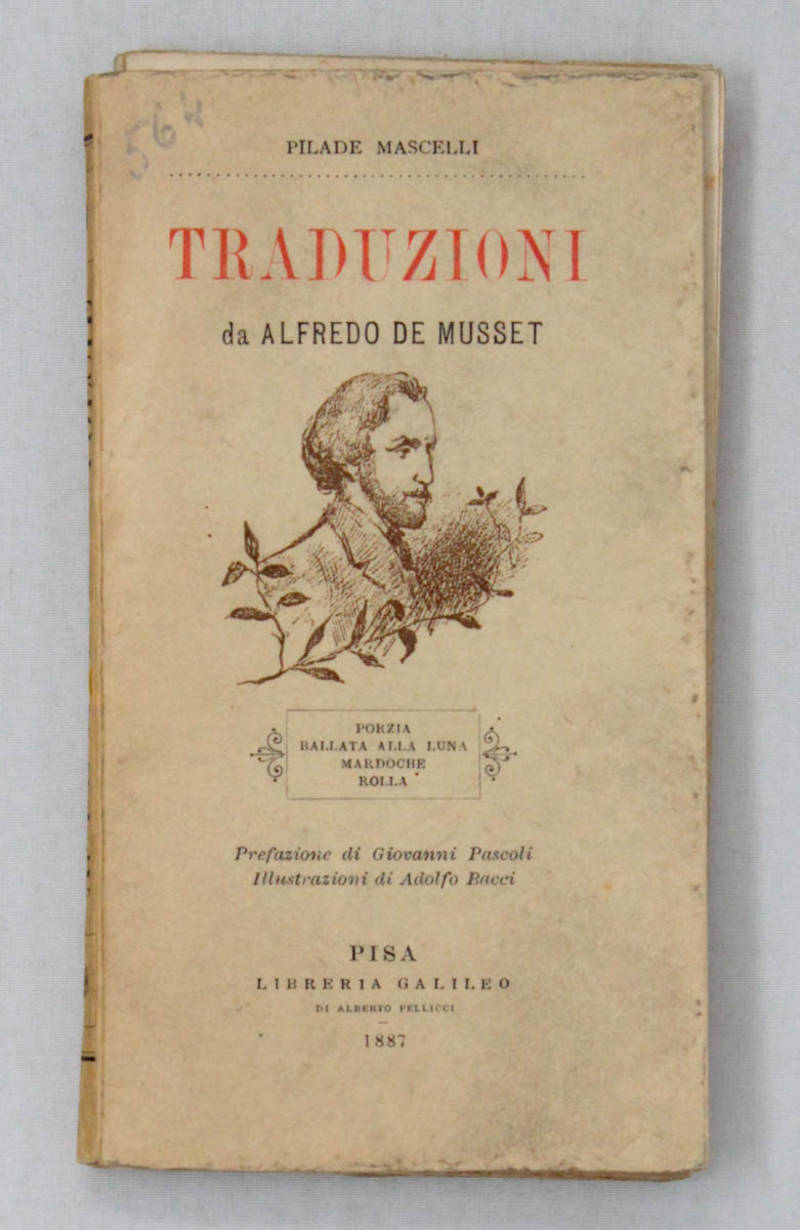 564
PILADE MASCELLI
TRADUZIONI
da ALFREDO DE MUSSET
PORZIA
BALLATA ALLA LUNA
MARDOCHE
ROLLA
Prefazione di Giovanni Pascoli
Illustrazioni di Adolfo Bacci
PISA
LIBRERIA GALILEO
DI ALBERTO PELLICCI
1887